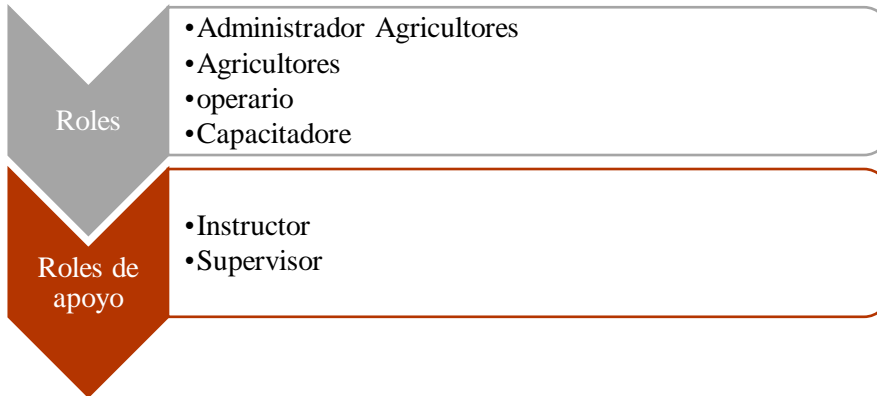 Roles
•Administrador Agricultores
•Agricultores
•operario
•Capacitadore
Roles de
apoyo
•Instructor
•Supervisor